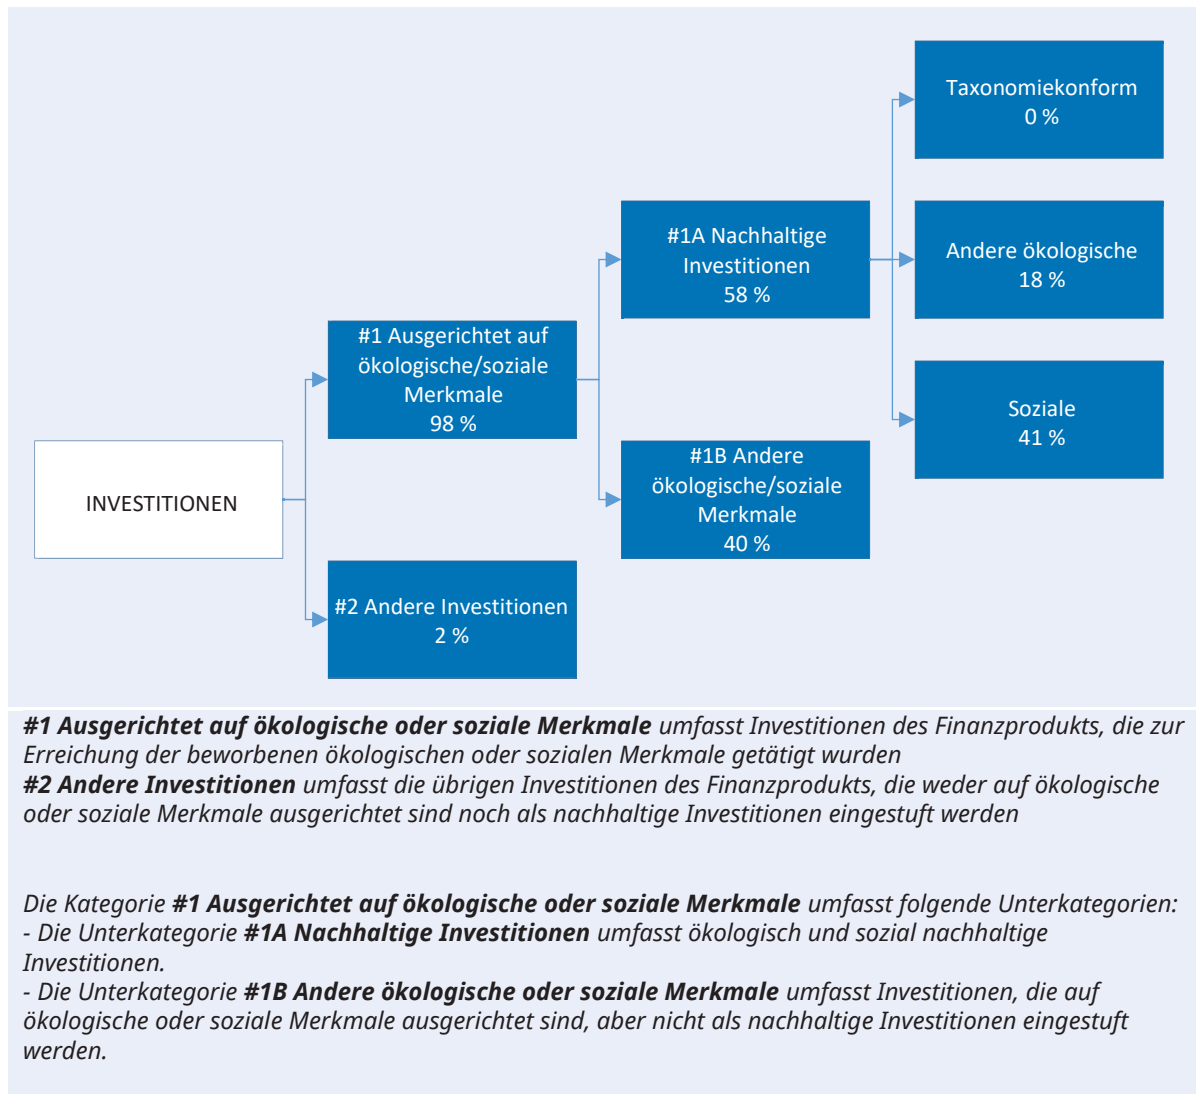 Taxonomiekonform
0 %
#1A Nachhaltige
Investitionen
58 %
Andere ökologische
18 %
#1 Ausgerichtet auf
ökologische/soziale
Merkmale
98 %
Soziale
41 %
INVESTITIONEN
#1B Andere
ökologische/soziale
Merkmale
40 %
#2 Andere Investitionen
2 %
#1 Ausgerichtet auf ökologische oder soziale Merkmale umfasst Investitionen des Finanzprodukts, die zur
Erreichung der beworbenen ökologischen oder sozialen Merkmale getätigt wurden
#2 Andere Investitionen umfasst die übrigen Investitionen des Finanzprodukts, die weder auf ökologische
oder soziale Merkmale ausgerichtet sind noch als nachhaltige Investitionen eingestuft werden
Die Kategorie #1 Ausgerichtet auf ökologische oder soziale Merkmale umfasst folgende Unterkategorien:
- Die Unterkategorie #1A Nachhaltige Investitionen umfasst ökologisch und sozial nachhaltige
Investitionen.
- Die Unterkategorie #1B Andere ökologische oder soziale Merkmale umfasst Investitionen, die auf
ökologische oder soziale Merkmale ausgerichtet sind, aber nicht als nachhaltige Investitionen eingestuft
werden.